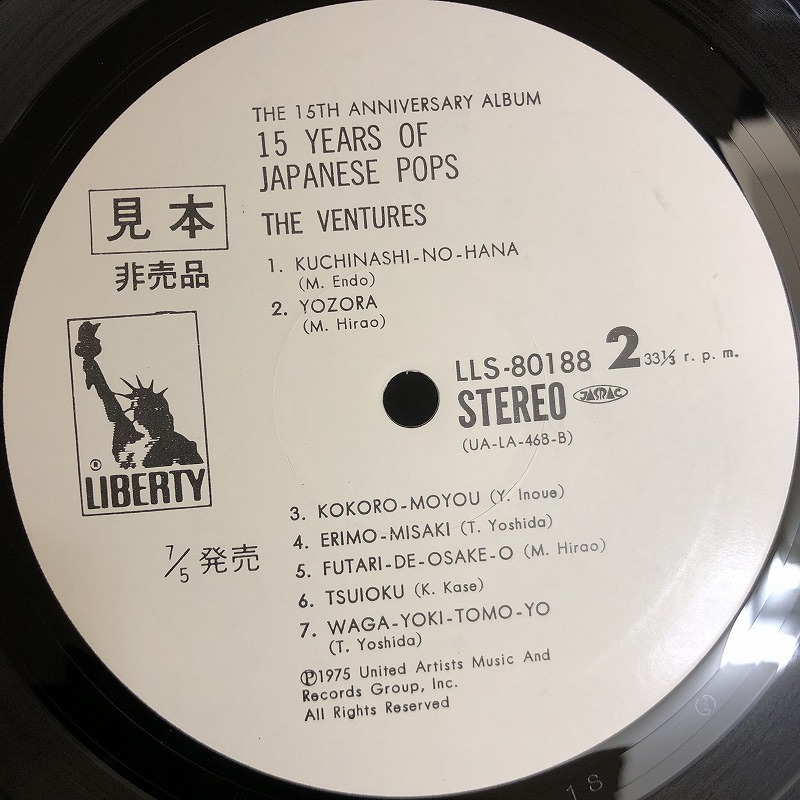 THE 15TH ANNIVERSARY ALBUM
15 YEARS OF
JAPANESE POPS
THE VENTURES
見本
非売品
1. KUCHINASHI-NO-HANA
(M. Endo)
2. YOZORA
(M. Hirao)
LLS-80188 2 33⅓ r. p. m.
STEREO JASRAC
(UA-LA-468-B)
® LIBERTY
7/5 発売
3. KOKORO-MOYOU (Y. Inoue)
4. ERIMO-MISAKI (T. Yoshida)
5. FUTARI-DE-OSAKE-O (M. Hirao)
6. TSUIOKU (K. Kase)
7. WAGA-YOKI-TOMO-YO
(T. Yoshida)
Ⓟ1975 United Artists Music And
Records Group, Inc.
All Rights Reserved
1S